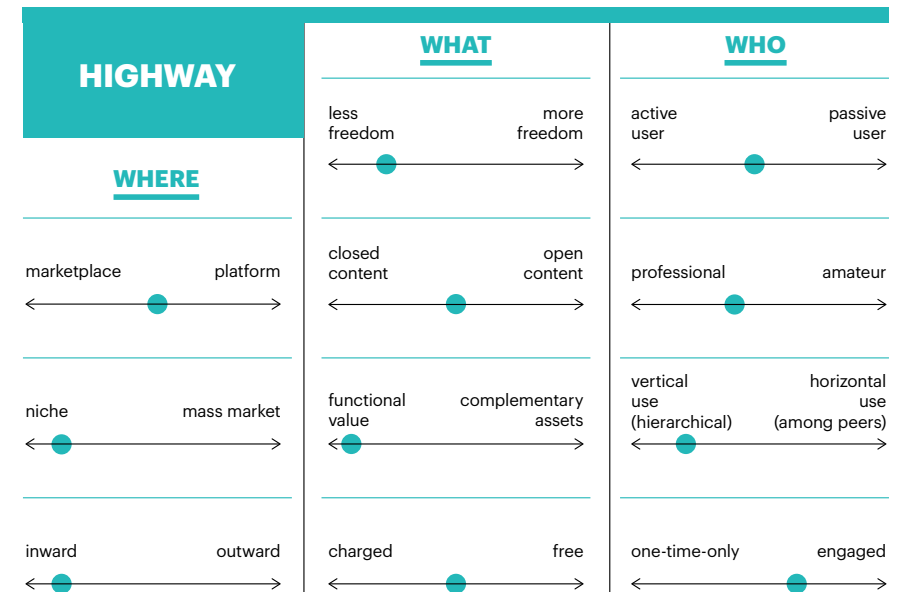 HIGHWAY
WHERE
marketplace platform
niche mass market
inward outward
WHAT
less more
freedom freedom
closed open
content content
functional complementary
value assets
charged free
WHO
active passive
user user
professional amateur
vertical horizontal
use use
(hierarchical) (among peers)
one-time-only engaged